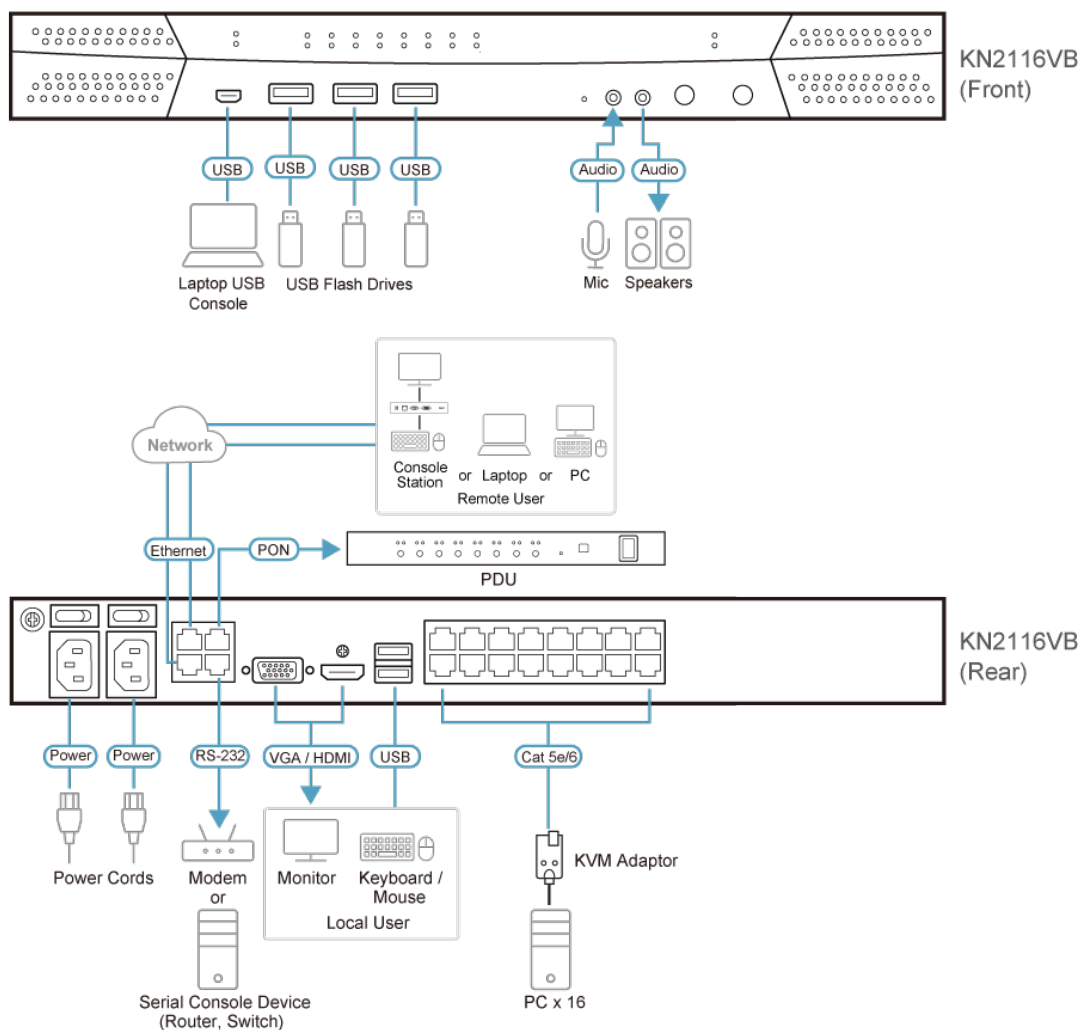 KN2116VB
(Front)
USB
USB
USB
USB
Audio
Audio
Laptop USB
Console
USB Flash Drives
Mic
Speakers
Network
Console
Station
or
Laptop
or
PC
Remote User
Ethernet
PON
PDU
KN2116VB
(Rear)
Power
Power
RS-232
VGA / HDMI
USB
Cat 5e/6
Power Cords
Modem
or
Serial Console Device
(Router, Switch)
Monitor
Keyboard /
Mouse
Local User
KVM Adaptor
PC x 16